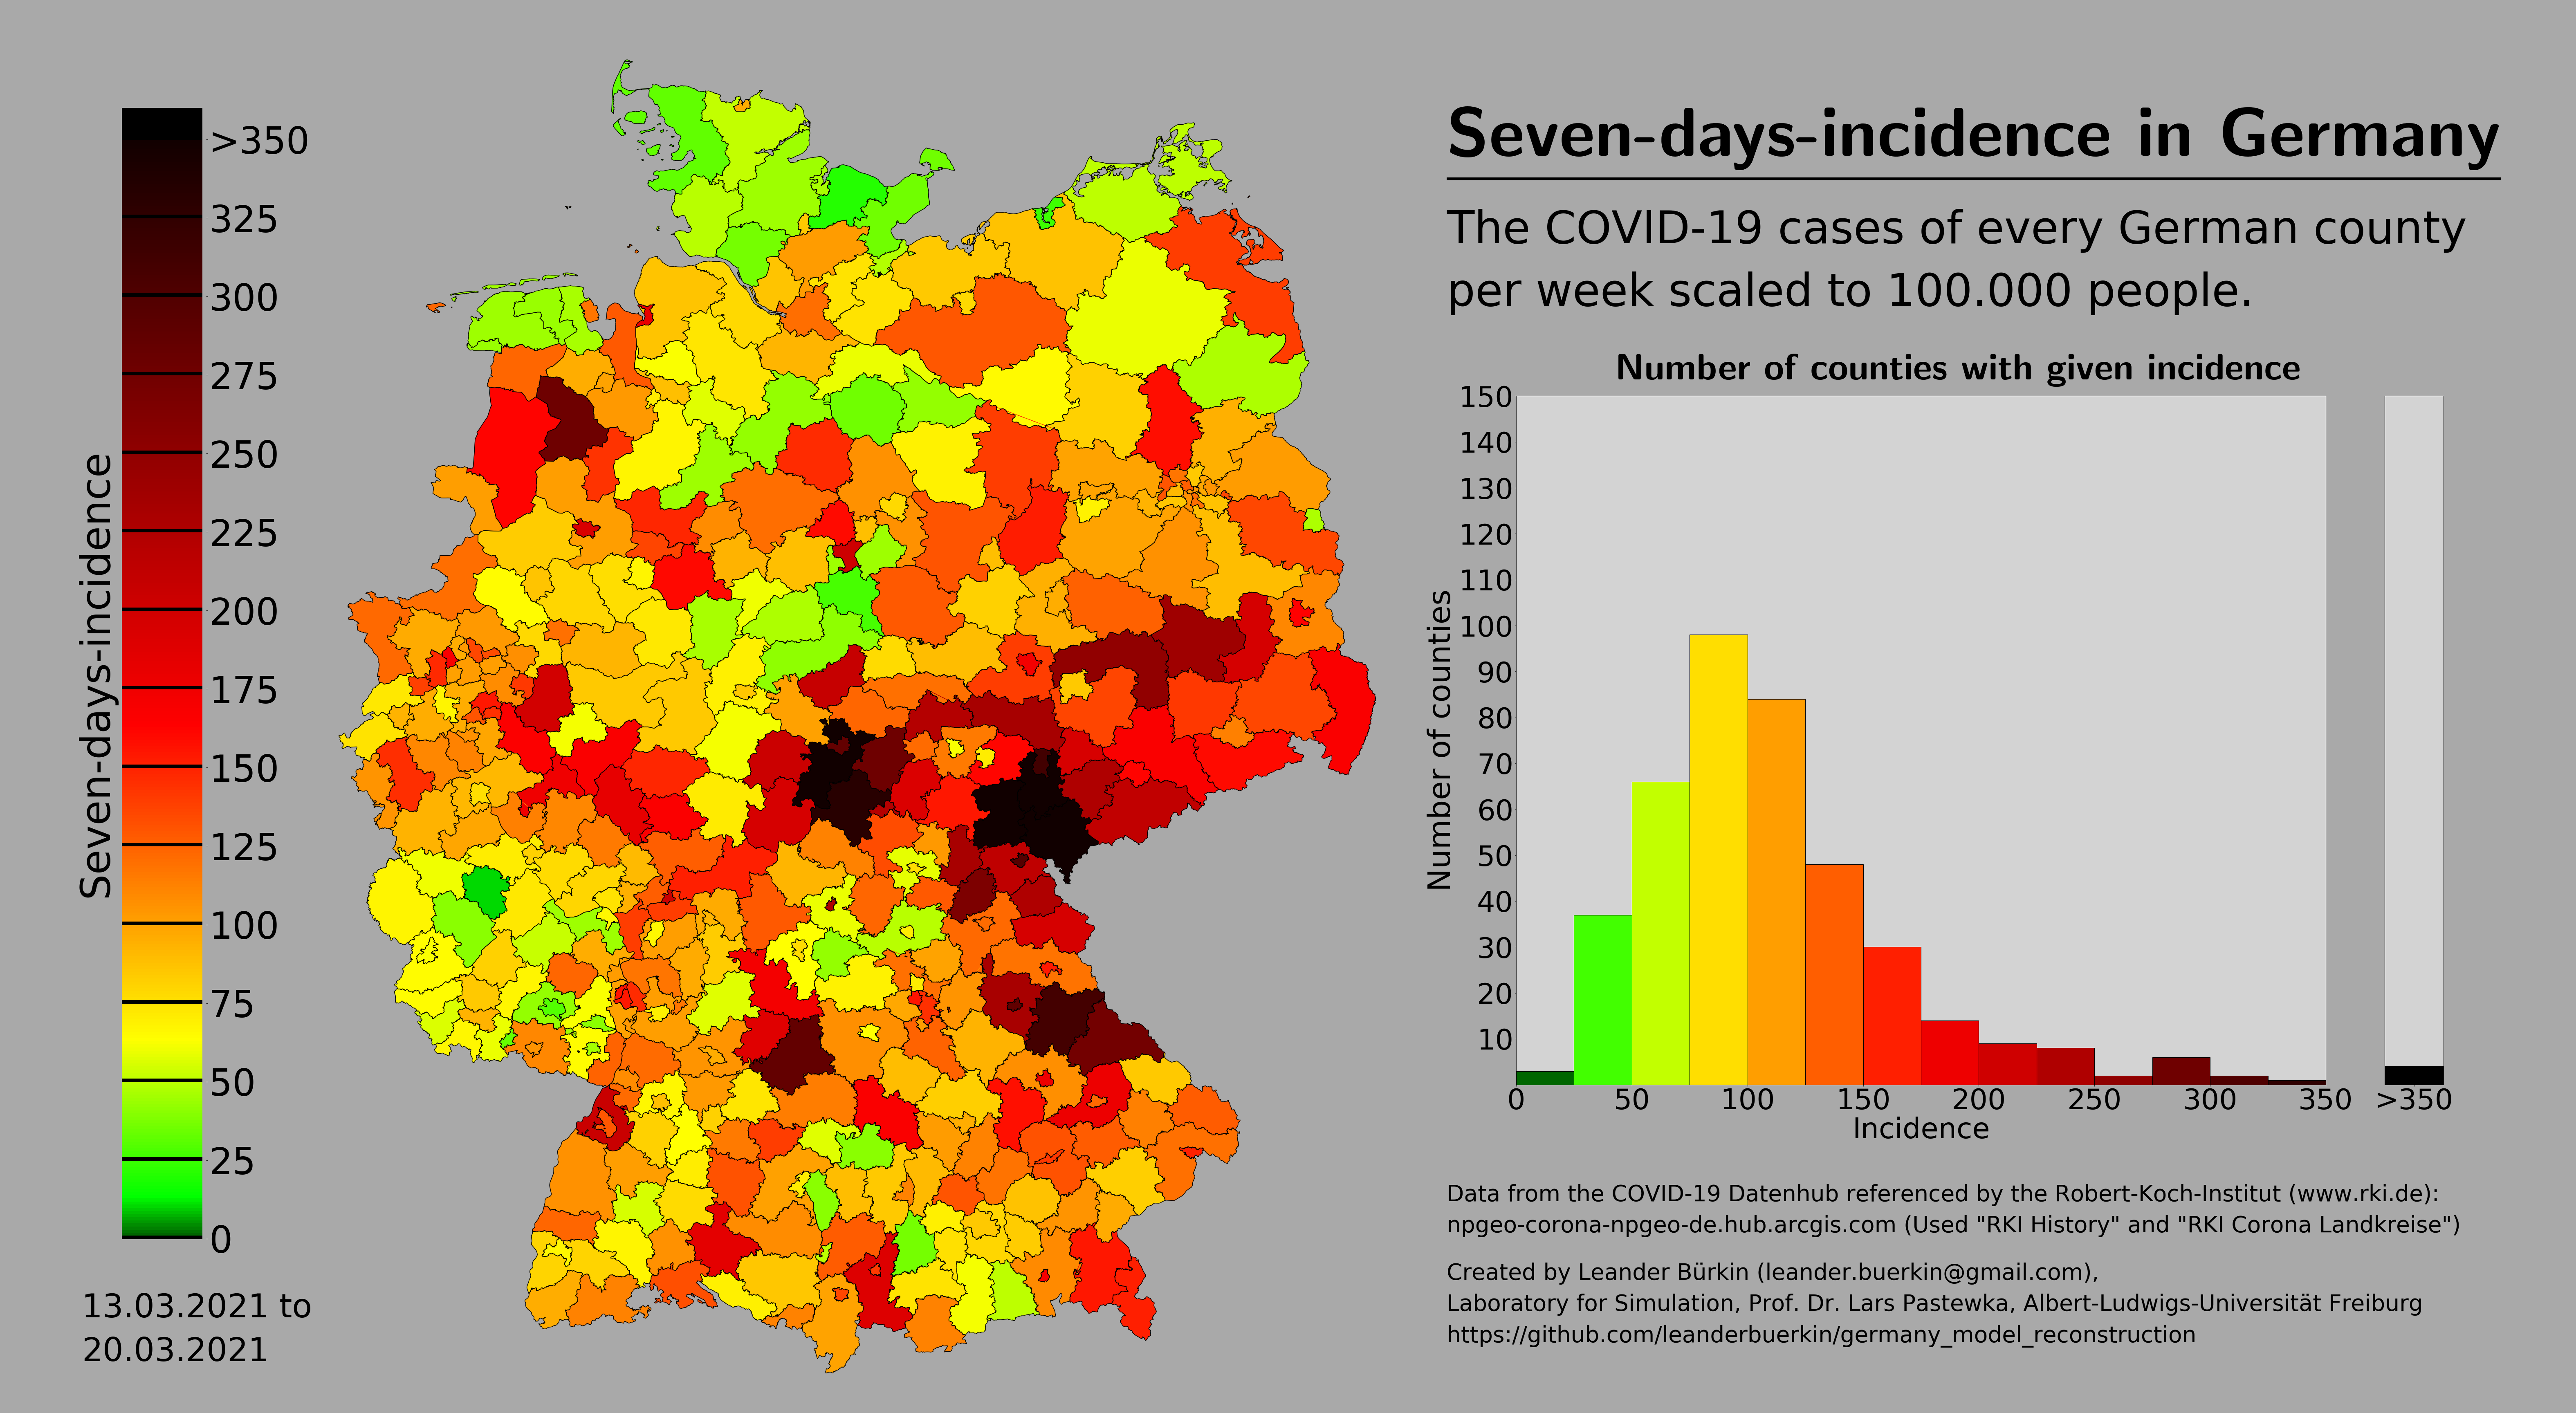 Seven-days-incidence in Germany
The COVID-19 cases of every German county
per week scaled to 100.000 people.
Seven-days-incidence
>350
325
300
275
250
225
200
175
150
125
100
75
50
25
0
13.03.2021 to
20.03.2021
Number of counties with given incidence
Number of counties
150
140
130
120
110
100
90
80
70
60
50
40
30
20
10
0 50 100 150 200 250 300 350 >350
Incidence
Data from the COVID-19 Datenhub referenced by the Robert-Koch-Institut (www.rki.de):
npgeo-corona-npgeo-de.hub.arcgis.com (Used "RKI History" and "RKI Corona Landkreise")
Created by Leander Bürkin (leander.buerkin@gmail.com),
Laboratory for Simulation, Prof. Dr. Lars Pastewka, Albert-Ludwigs-Universität Freiburg
https://github.com/leanderbuerkin/germany_model_reconstruction